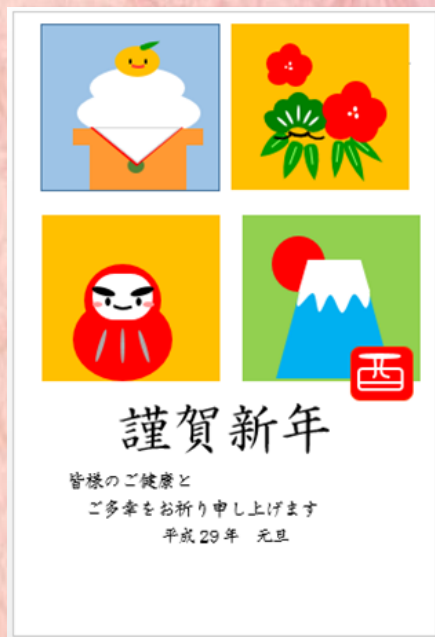 酉
謹賀新年
皆様のご健康と
ご多幸をお祈り申し上げます
平成29年 元旦